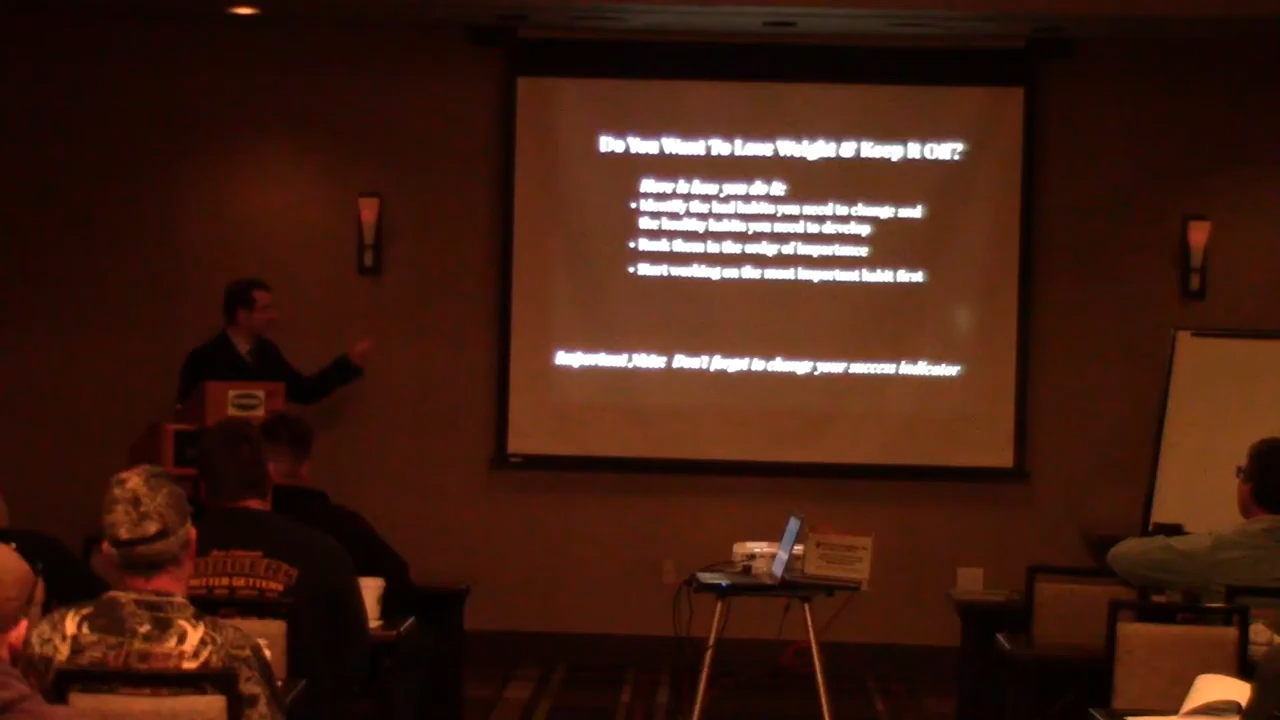 Do You Want To Lose Weight & Keep It Off?
Here is how you do it:
• Identify the bad habits you need to change and
the healthy habits you need to develop
• Rank them in the order of importance
• Start working on the most important habit first
Important Note: Don't forget to change your success indicator
RITTER GETTER